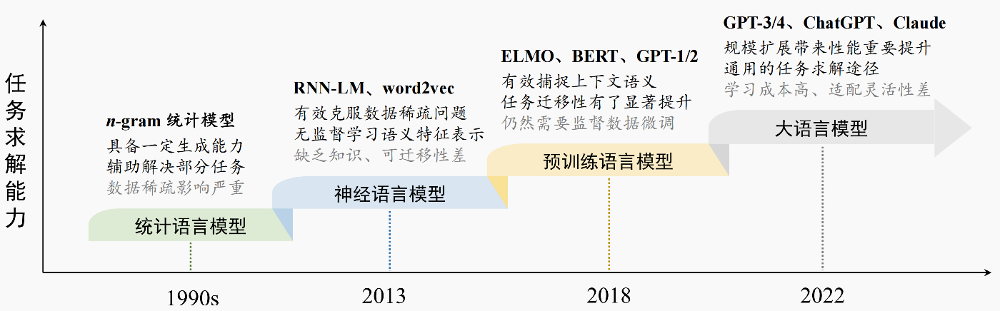 任务求解能力
n-gram 统计模型
具备一定生成能力
辅助解决部分任务
数据稀疏影响严重
统计语言模型
1990s
RNN-LM、word2vec
有效克服数据稀疏问题
无监督学习语义特征表示
缺乏知识、可迁移性差
神经语言模型
2013
ELMO、BERT、GPT-1/2
有效捕捉上下文语义
任务迁移性有了显著提升
仍然需要监督数据微调
预训练语言模型
2018
GPT-3/4、ChatGPT、Claude
规模扩展带来性能重要提升
通用的任务求解途径
学习成本高、适配灵活性差
大语言模型
2022